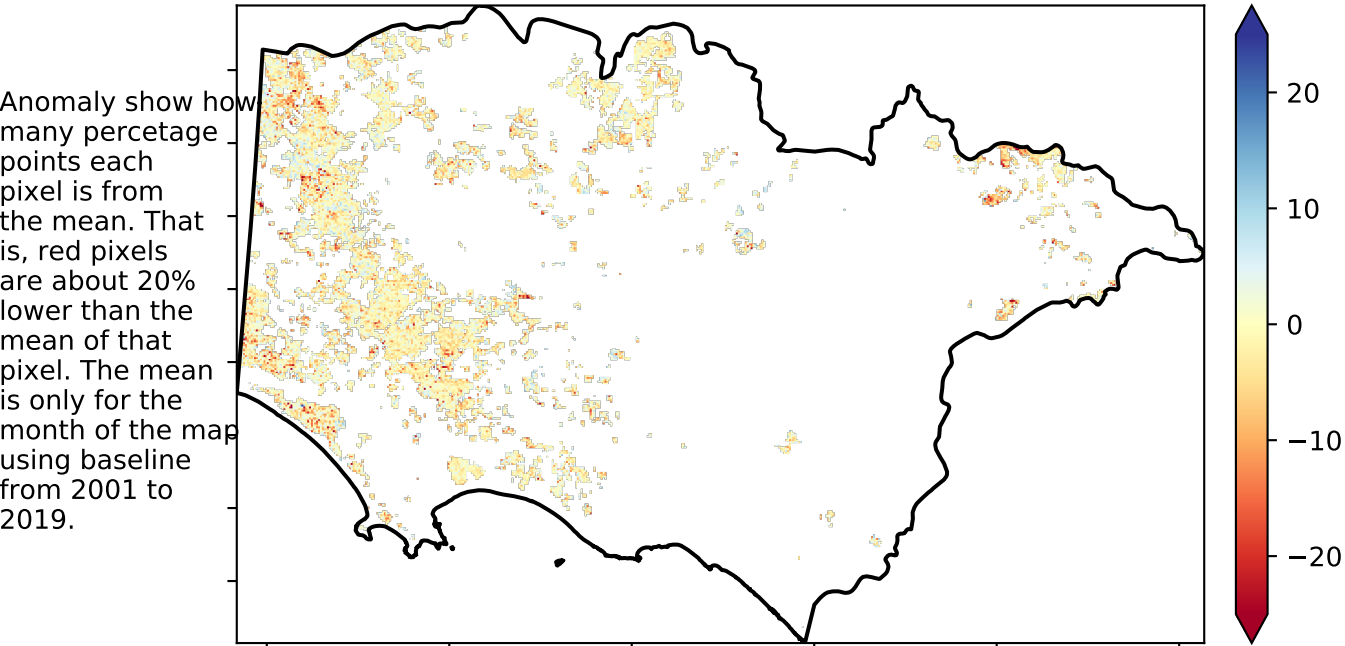 Anomaly show how
many percetage
points each
pixel is from
the mean. That
is, red pixels
are about 20%
lower than the
mean of that
pixel. The mean
is only for the
month of the map
using baseline
from 2001 to
2019.
20
10
0
−10
−20